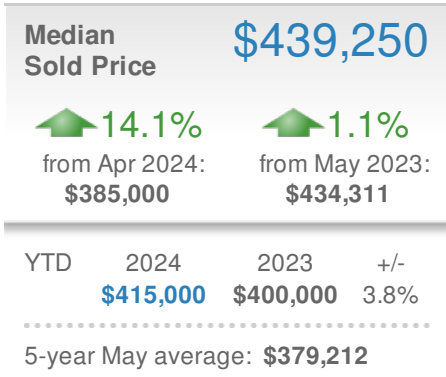 Median
Sold Price
$439,250
14.1%
from Apr 2024:
$385,000
1.1%
from May 2023:
$434,311
YTD 2024 2023 +/-
$415,000 $400,000 3.8%
5-year May average: $379,212